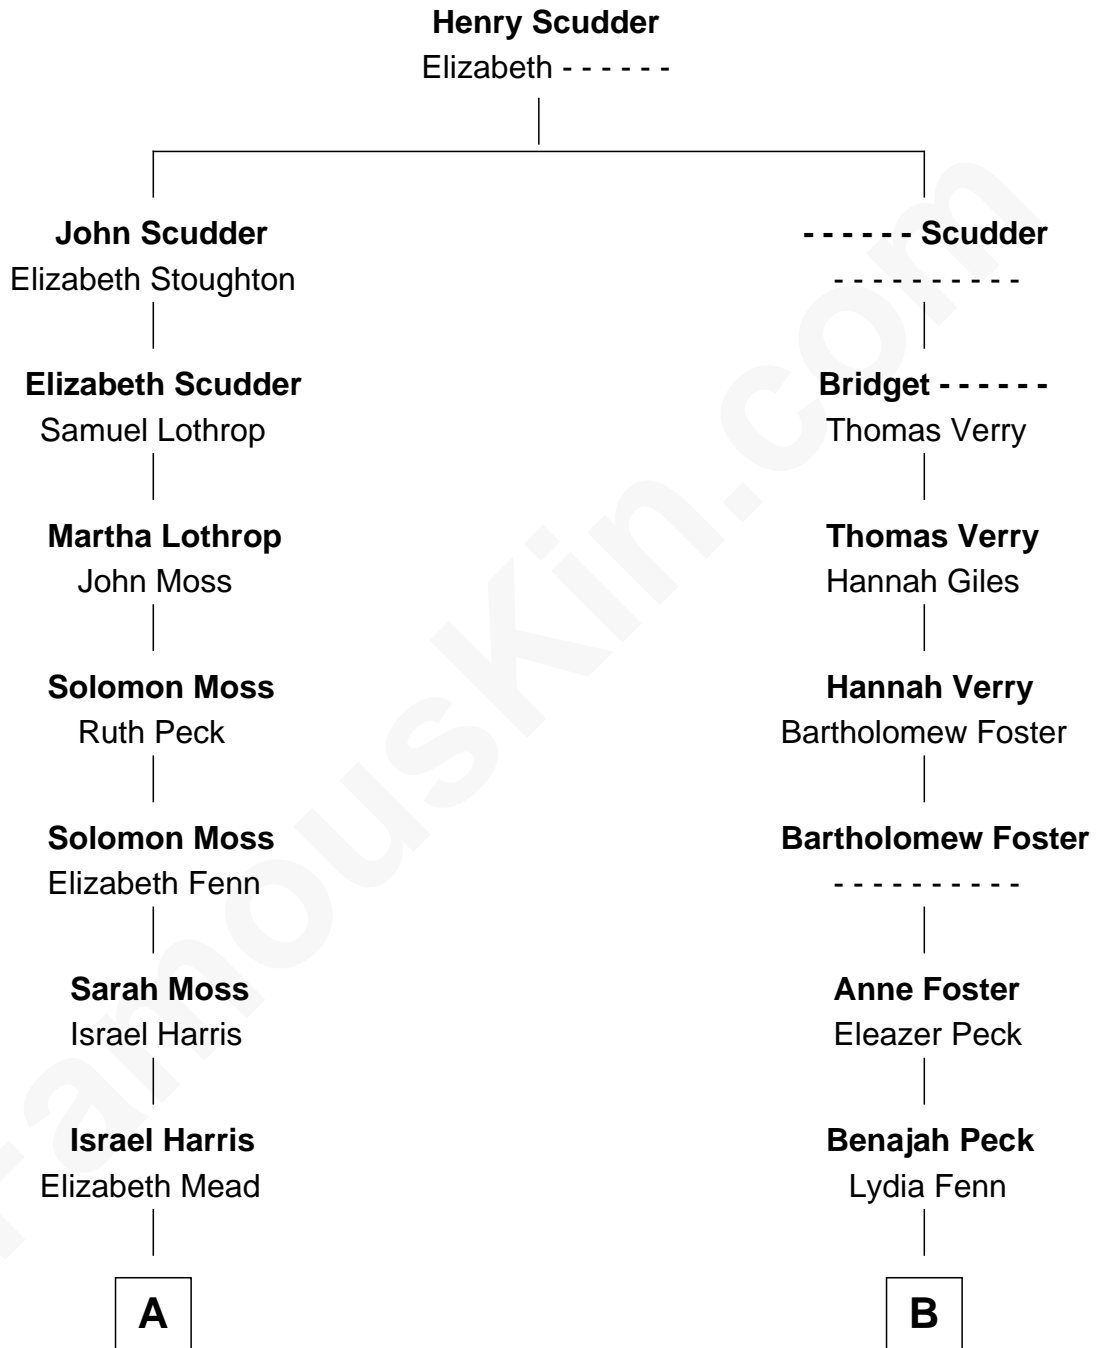 Henry Scudder
Elizabeth - - - - - -
John Scudder
Elizabeth Stoughton
- - - - - - Scudder
- - - - - - - - - -
Elizabeth Scudder
Samuel Lothrop
Bridget - - - - - -
Thomas Verry
Martha Lothrop
John Moss
Thomas Verry
Hannah Giles
Solomon Moss
Ruth Peck
Hannah Verry
Bartholomew Foster
Solomon Moss
Elizabeth Fenn
Bartholomew Foster
- - - - - - - - - -
Sarah Moss
Israel Harris
Anne Foster
Eleazer Peck
Israel Harris
Elizabeth Mead
Benajah Peck
Lydia Fenn
A
B
FamousKin.com